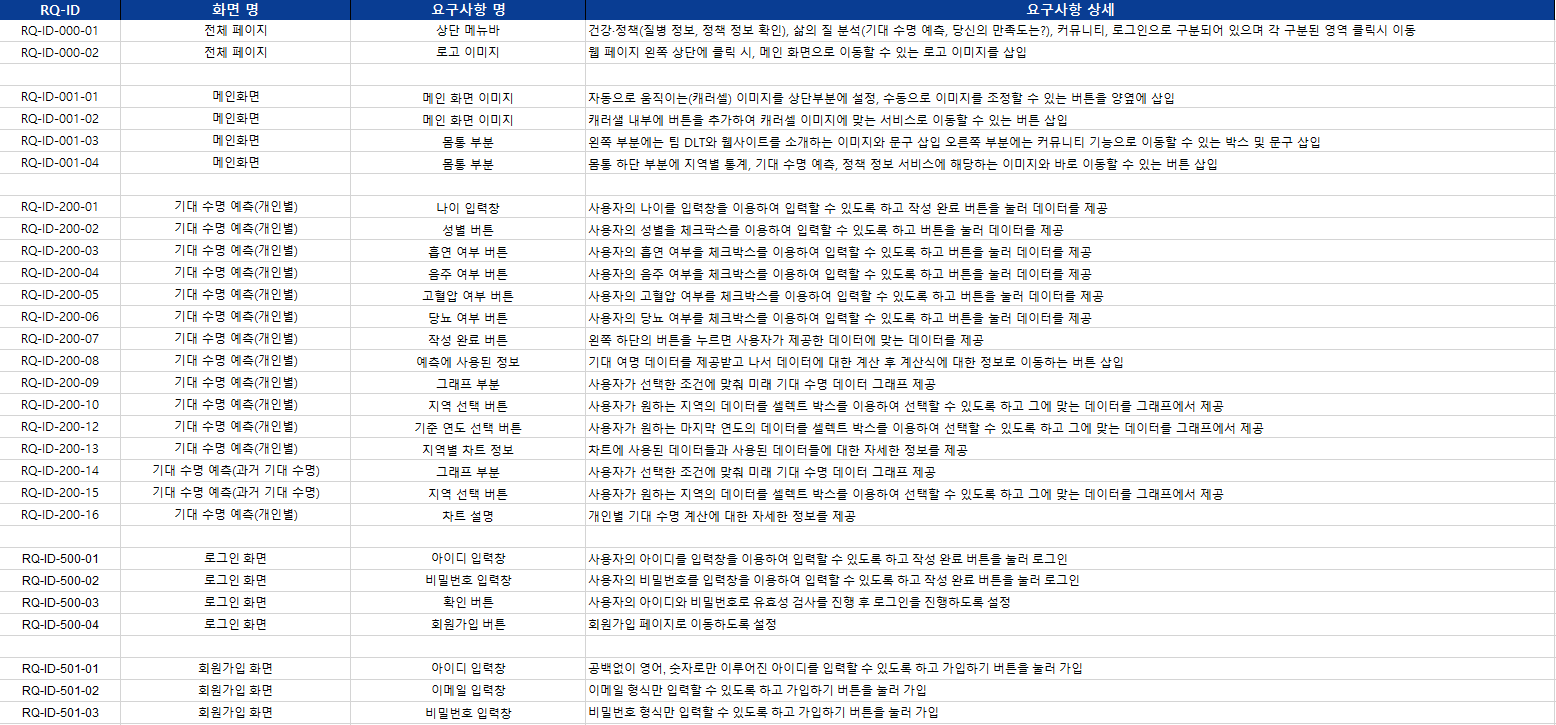 RQ-ID 화면 명 요구사항 명 요구사항 상세
RQ-ID-000-01 전체 페이지 상단 메뉴바 건강·정책(질병 정보, 정책 정보 확인), 삶의 질 분석(기대 수명 예측, 당신의 만족도는?), 커뮤니티, 로그인으로 구분되어 있으며 각 구분된 영역 클릭시 이동
RQ-ID-000-02 전체 페이지 로고 이미지 웹 페이지 왼쪽 상단에 클릭 시, 메인 화면으로 이동할 수 있는 로고 이미지를 삽입
RQ-ID-001-01 메인화면 메인 화면 이미지 자동으로 움직이는(캐러셀) 이미지를 상단부분에 설정, 수동으로 이미지를 조정할 수 있는 버튼을 양옆에 삽입
RQ-ID-001-02 메인화면 메인 화면 이미지 캐러샐 내부에 버튼을 추가하여 캐러셀 이미지에 맞는 서비스로 이동할 수 있는 버튼 삽입
RQ-ID-001-03 메인화면 몸통 부분 왼쪽 부분에는 팀 DLT와 웹사이트를 소개하는 이미지와 문구 삽입 오른쪽 부분에는 커뮤니티 기능으로 이동할 수 있는 박스 및 문구 삽입
RQ-ID-001-04 메인화면 몸통 부분 몸통 하단 부분에 지역별 통계, 기대 수명 예측, 정책 정보 서비스에 해당하는 이미지와 바로 이동할 수 있는 버튼 삽입
RQ-ID-200-01 기대 수명 예측(개인별) 나이 입력창 사용자의 나이를 입력창을 이용하여 입력할 수 있도록 하고 작성 완료 버튼을 눌러 데이터를 제공
RQ-ID-200-02 기대 수명 예측(개인별) 성별 버튼 사용자의 성별을 체크팍스를 이용하여 입력할 수 있도록 하고 버튼을 눌러 데이터를 제공
RQ-ID-200-03 기대 수명 예측(개인별) 흡연 여부 버튼 사용자의 흡연 여부을 체크박스를 이용하여 입력할 수 있도록 하고 버튼을 눌러 데이터를 제공
RQ-ID-200-04 기대 수명 예측(개인별) 음주 여부 버튼 사용자의 음주 여부을 체크박스를 이용하여 입력할 수 있도록 하고 버튼을 눌러 데이터를 제공
RQ-ID-200-05 기대 수명 예측(개인별) 고혈압 여부 버튼 사용자의 고혈압 여부를 체크박스를 이용하여 입력할 수 있도록 하고 버튼을 눌러 데이터를 제공
RQ-ID-200-06 기대 수명 예측(개인별) 당뇨 여부 버튼 사용자의 당뇨 여부을 체크박스를 이용하여 입력할 수 있도록 하고 버튼을 눌러 데이터를 제공
RQ-ID-200-07 기대 수명 예측(개인별) 작성 완료 버튼 왼쪽 하단의 버튼을 누르면 사용자가 제공한 데이터에 맞는 데이터를 제공
RQ-ID-200-08 기대 수명 예측(개인별) 예측에 사용된 정보 기대 여명 데이터를 제공받고 나서 데이터에 대한 계산 후 계산식에 대한 정보로 이동하는 버튼 삽입
RQ-ID-200-09 기대 수명 예측(개인별) 그래프 부분 사용자가 선택한 조건에 맞춰 미래 기대 수명 데이터 그래프 제공
RQ-ID-200-10 기대 수명 예측(개인별) 지역 선택 버튼 사용자가 원하는 지역의 데이터를 셀렉트 박스를 이용하여 선택할 수 있도록 하고 그에 맞는 데이터를 그래프에서 제공
RQ-ID-200-12 기대 수명 예측(개인별) 기준 연도 선택 버튼 사용자가 원하는 마지막 연도의 데이터를 셀렉트 박스를 이용하여 선택할 수 있도록 하고 그에 맞는 데이터를 그래프에서 제공
RQ-ID-200-13 기대 수명 예측(개인별) 지역별 차트 정보 차트에 사용된 데이터들과 사용된 데이터들에 대한 자세한 정보를 제공
RQ-ID-200-14 기대 수명 예측(과거 기대 수명) 그래프 부분 사용자가 선택한 조건에 맞춰 미래 기대 수명 데이터 그래프 제공
RQ-ID-200-15 기대 수명 예측(과거 기대 수명) 지역 선택 버튼 사용자가 원하는 지역의 데이터를 셀렉트 박스를 이용하여 선택할 수 있도록 하고 그에 맞는 데이터를 그래프에서 제공
RQ-ID-200-16 기대 수명 예측(개인별) 차트 설명 개인별 기대 수명 계산에 대한 자세한 정보를 제공
RQ-ID-500-01 로그인 화면 아이디 입력창 사용자의 아이디를 입력창을 이용하여 입력할 수 있도록 하고 작성 완료 버튼을 눌러 로그인
RQ-ID-500-02 로그인 화면 비밀번호 입력창 사용자의 비밀번호를 입력창을 이용하여 입력할 수 있도록 하고 작성 완료 버튼을 눌러 로그인
RQ-ID-500-03 로그인 화면 확인 버튼 사용자의 아이디와 비밀번호로 유효성 검사를 진행 후 로그인을 진행하도록 설정
RQ-ID-500-04 로그인 화면 회원가입 버튼 회원가입 페이지로 이동하도록 설정
RQ-ID-501-01 회원가입 화면 아이디 입력창 공백없이 영어, 숫자로만 이루어진 아이디를 입력할 수 있도록 하고 가입하기 버튼을 눌러 가입
RQ-ID-501-02 회원가입 화면 이메일 입력창 이메일 형식만 입력할 수 있도록 하고 가입하기 버튼을 눌러 가입
RQ-ID-501-03 회원가입 화면 비밀번호 입력창 비밀번호 형식만 입력할 수 있도록 하고 가입하기 버튼을 눌러 가입